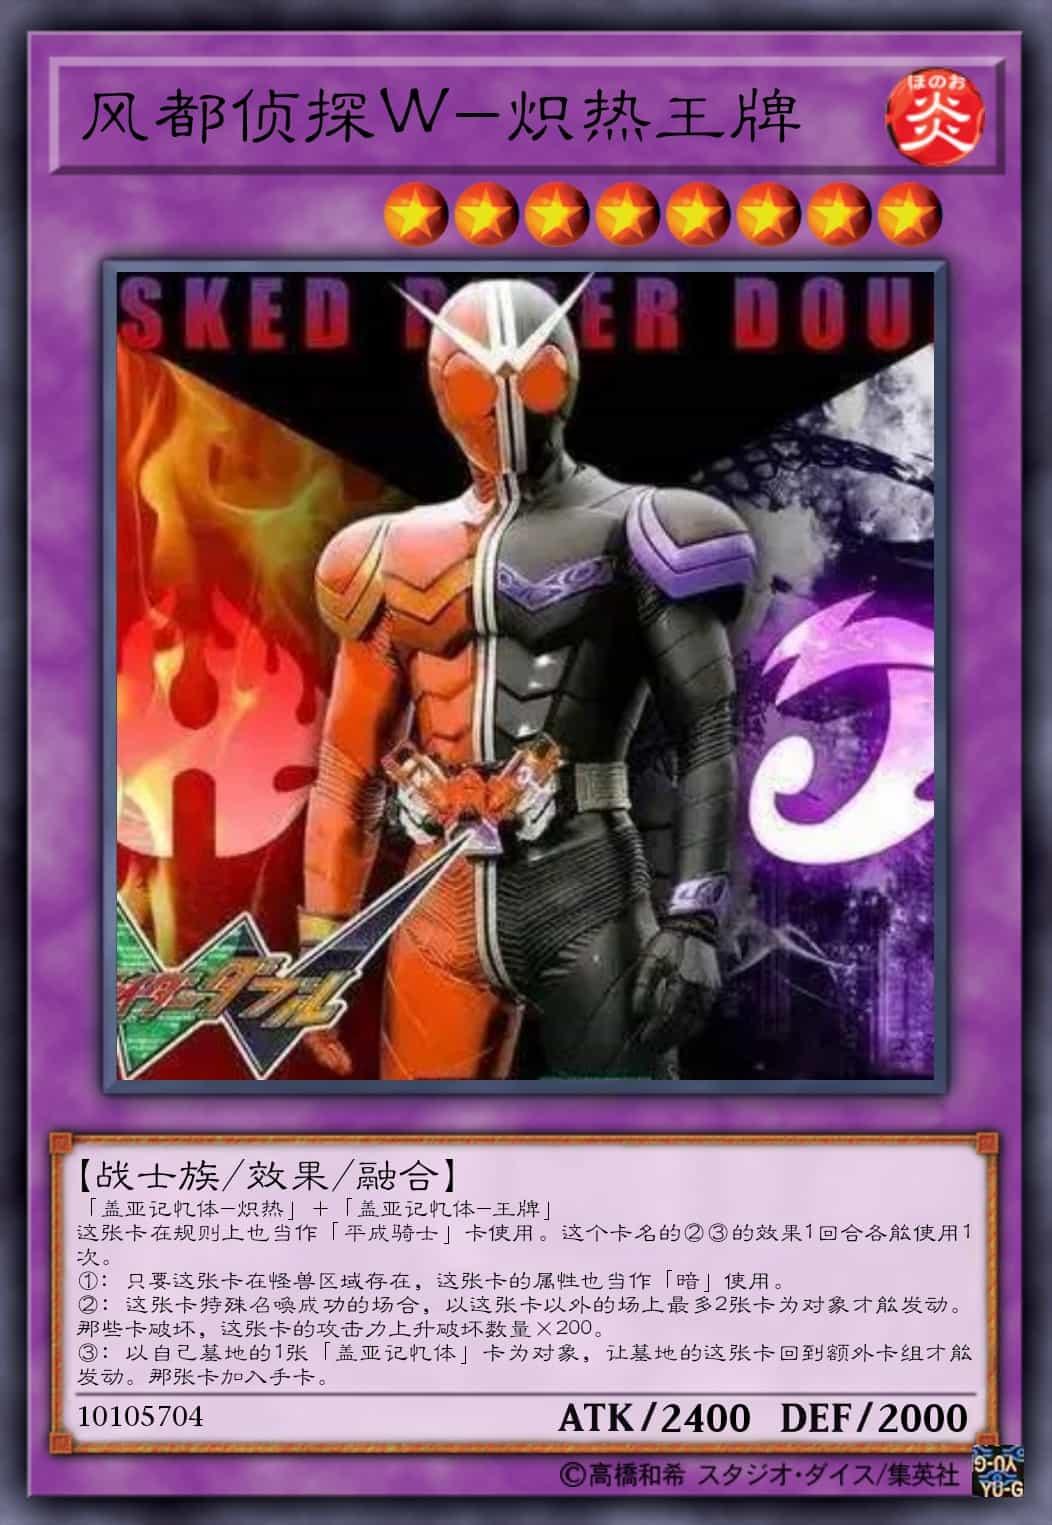 风都侦探W-炽热王牌
ほのお
炎
SKED RIDER DOU
イダーダブル
【战士族/效果/融合】
「盖亚记忆体-炽热」+「盖亚记忆体-王牌」
这张卡在规则上也当作「平成骑士」卡使用。这个卡名的②③的效果1回合各能使用1
次。
①：只要这张卡在怪兽区域存在，这张卡的属性也当作「暗」使用。
②：这张卡特殊召唤成功的场合，以这张卡以外的场上最多2张卡为对象才能发动。
那些卡破坏，这张卡的攻击力上升破坏数量×200。
③：以自己墓地的1张「盖亚记忆体」卡为对象，让墓地的这张卡回到额外卡组才能
发动。那张卡加入手卡。
10105704
ATK/2400 DEF/2000
©高橋和希 スタジオ·ダイス/集英社
YU-G
YU-G